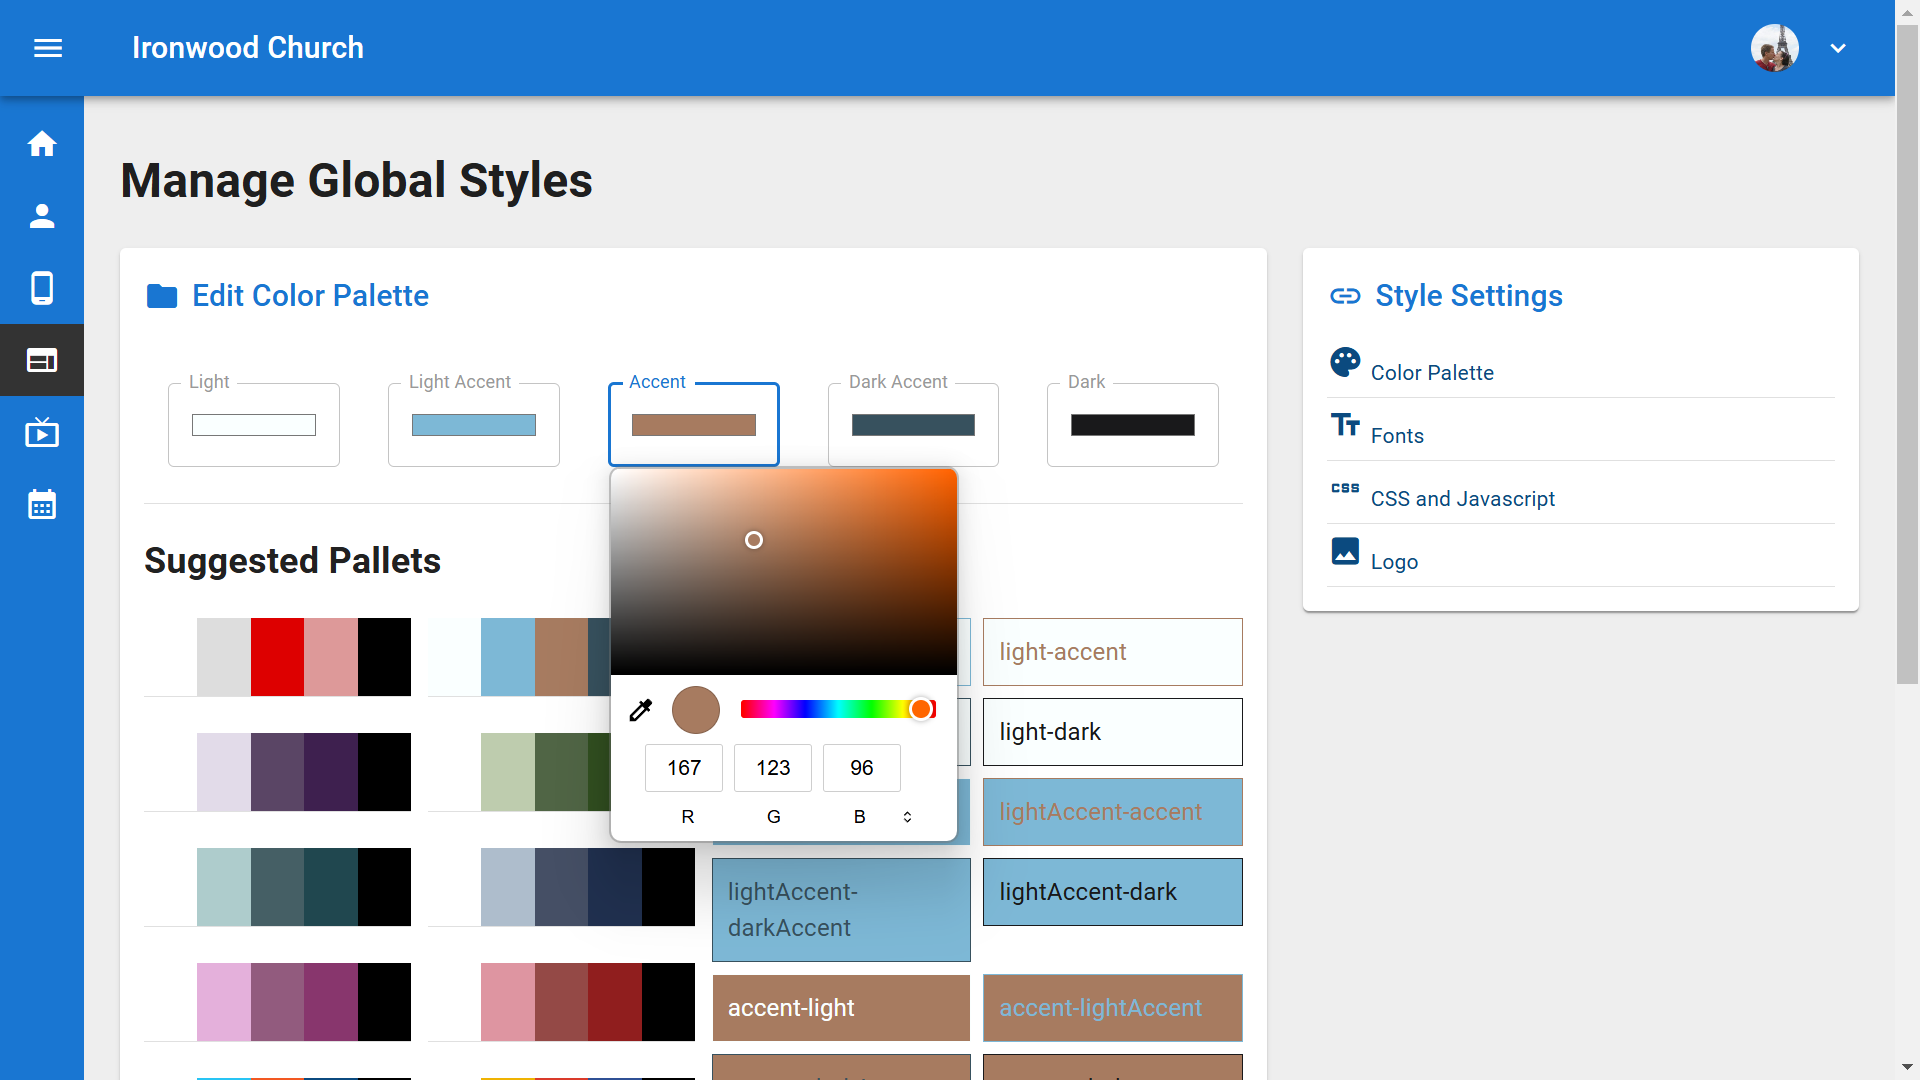 Ironwood Church
Manage Global Styles
Edit Color Palette
Light
Light Accent
Accent
Dark Accent
Dark
Suggested Pallets
167
123
96
R
G
B
light-accent
light-dark
lightAccent-accent
lightAccent-
darkAccent
lightAccent-dark
accent-light
accent-lightAccent
Style Settings
Color Palette
Fonts
CSS
CSS and Javascript
Logo